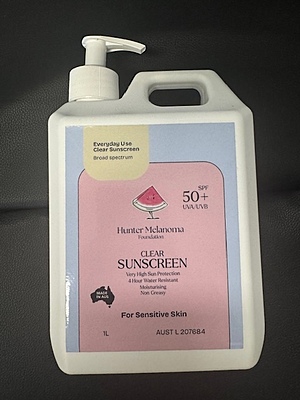 Everyday Use
Clear Sunscreen
Broad spectrum
SPF
50+
UVA/UVB
Hunter Melanoma
Foundation
CLEAR
SUNSCREEN
Very High Sun Protection
4 Hour Water Resistant
Moisturising
Non Greasy
MADE
IN AUS
For Sensitive Skin
1L
AUST L 207684